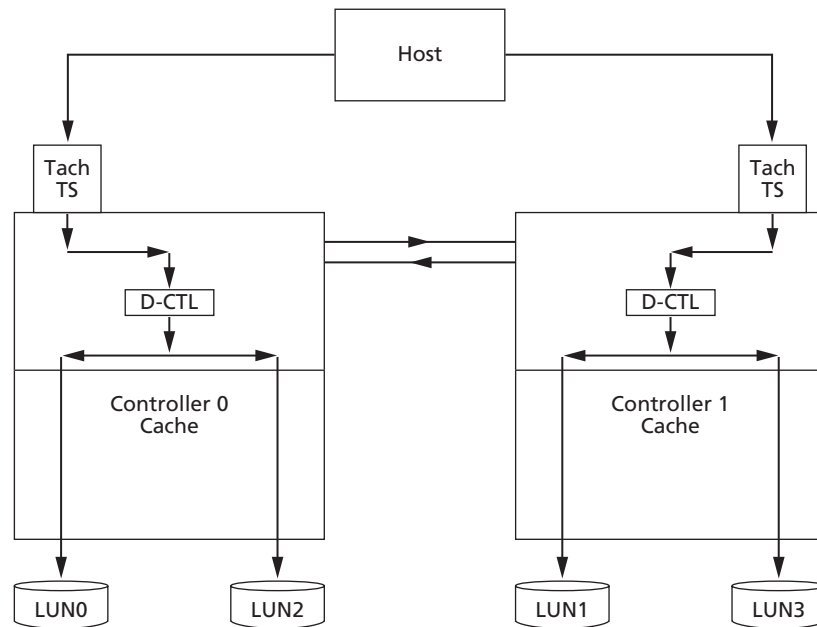 Host
Tach
TS
Tach
TS
D-CTL
D-CTL
Controller 0
Cache
Controller 1
Cache
LUN0
LUN2
LUN1
LUN3